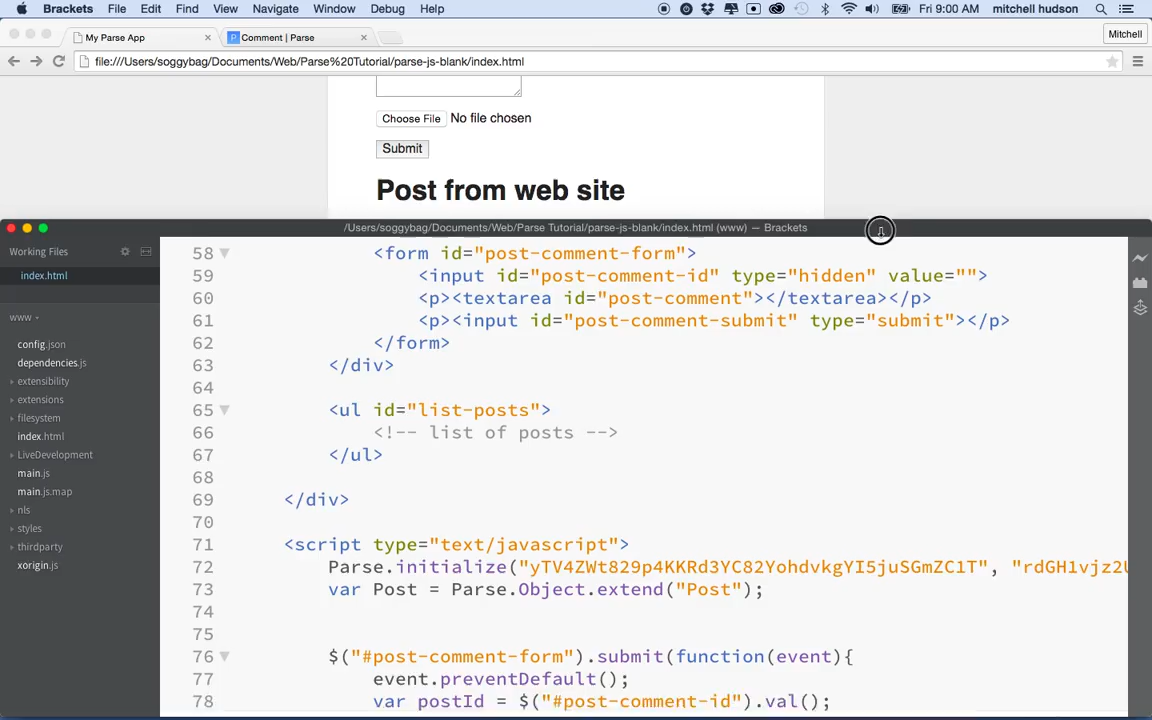 Brackets File Edit Find View Navigate Window Debug Help Fri 9:00 AM mitchell hudson
My Parse App × Comment | Parse × Mitchell
file:///Users/soggybag/Documents/Web/Parse%20Tutorial/parse-js-blank/index.html
Choose File No file chosen
Submit
Post from web site
/Users/soggybag/Documents/Web/Parse Tutorial/parse-js-blank/index.html (www) — Brackets
Working Files
index.html
www
config.json
dependencies.js
extensibility
extensions
filesystem
index.html
LiveDevelopment
main.js
main.js.map
nls
styles
thirdparty
xorigin.js
58 <form id="post-comment-form">
59 <input id="post-comment-id" type="hidden" value="">
60 <p><textarea id="post-comment"></textarea></p>
61 <p><input id="post-comment-submit" type="submit"></p>
62 </form>
63 </div>
64
65 <ul id="list-posts">
66 <!-- list of posts -->
67 </ul>
68
69 </div>
70
71 <script type="text/javascript">
72 Parse.initialize("yTV4ZWt829p4KKRd3YC82YohdvkgYI5juSGmZC1T", "rdGH1vjz2U
73 var Post = Parse.Object.extend("Post");
74
75
76 $("#post-comment-form").submit(function(event){
77 event.preventDefault();
78 var postId = $("#post-comment-id").val();